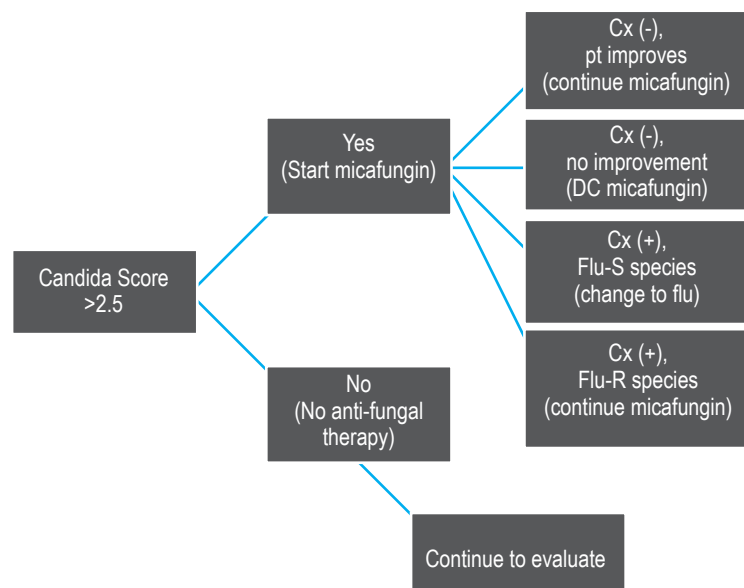 Candida Score
>2.5
Yes
(Start micafungin)
No
(No anti-fungal
therapy)
Cx (-),
pt improves
(continue micafungin)
Cx (-),
no improvement
(DC micafungin)
Cx (+),
Flu-S species
(change to flu)
Cx (+),
Flu-R species
(continue micafungin)
Continue to evaluate